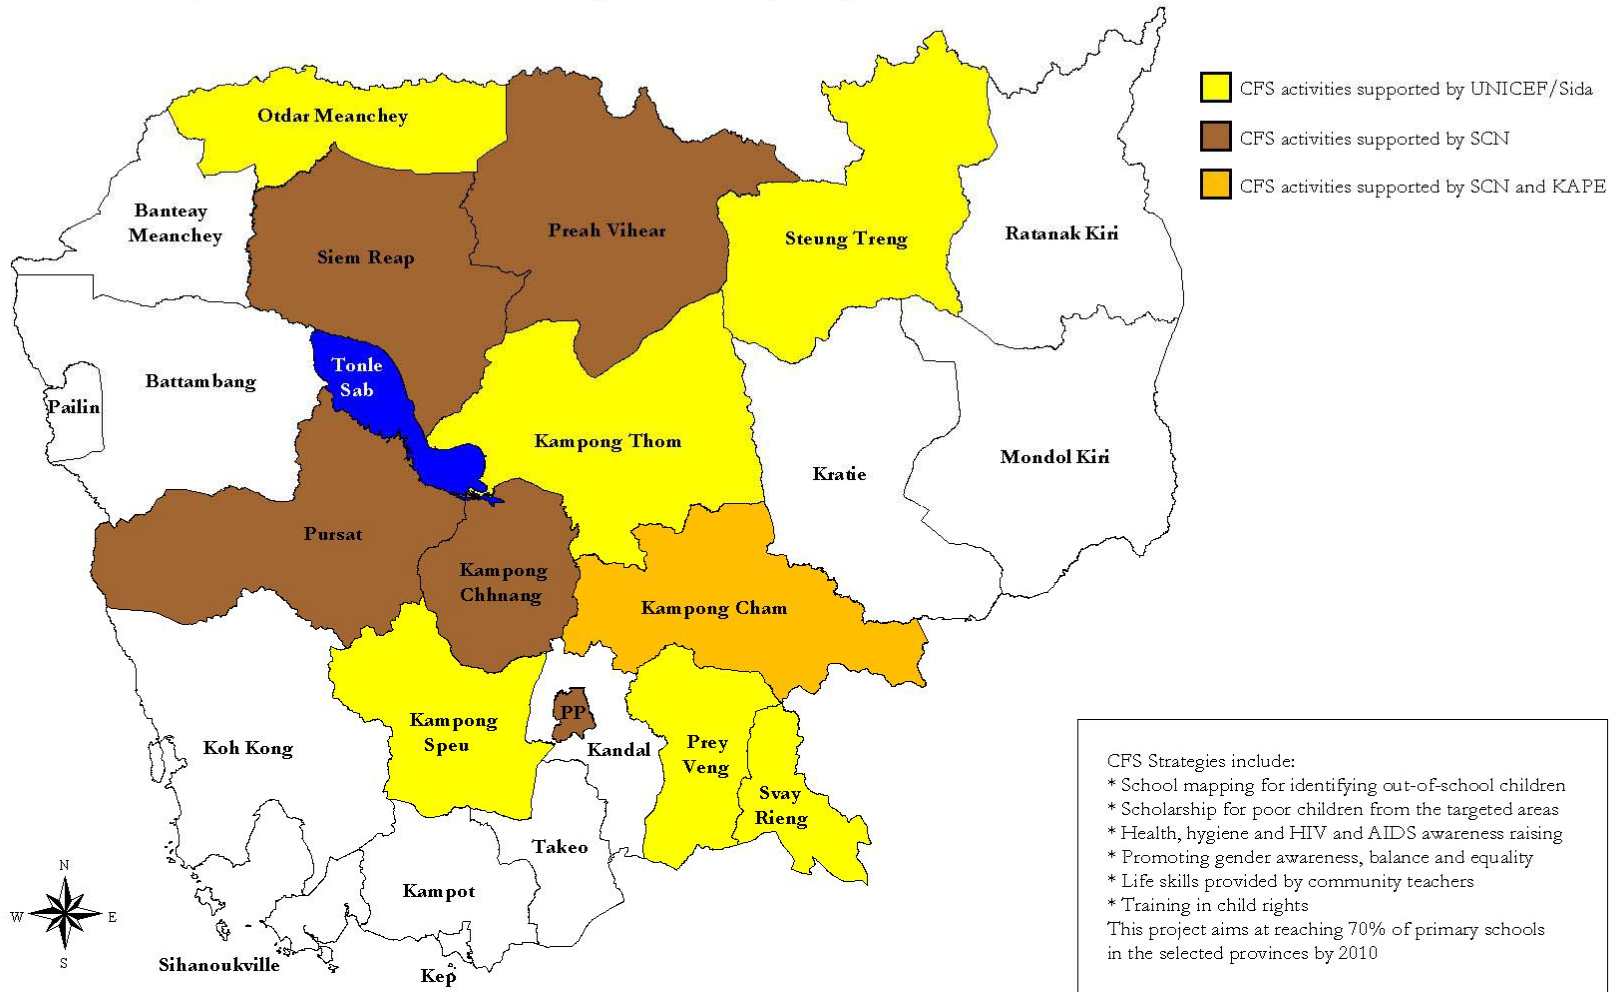 Otdar Meanchey
Banteay
Meanchey
Siem Reap
Preah Vihear
Steung Treng
Ratanak Kiri
Battambang
Pailin
Tonle
Sab
Kampong Thom
Kratie
Mondol Kiri
Pursat
Kampong
Chhnang
Kampong Cham
Koh Kong
Kampong
Speu
PP
Kandal
Prey
Veng
Svay
Rieng
Takeo
Kampot
Sihanoukville
Kep
N
W
E
S
CFS activities supported by UNICEF/Sida
CFS activities supported by SCN
CFS activities supported by SCN and KAPE
CFS Strategies include:
* School mapping for identifying out-of-school children
* Scholarship for poor children from the targeted areas
* Health, hygiene and HIV and AIDS awareness raising
* Promoting gender awareness, balance and equality
* Life skills provided by community teachers
* Training in child rights
This project aims at reaching 70% of primary schools
in the selected provinces by 2010